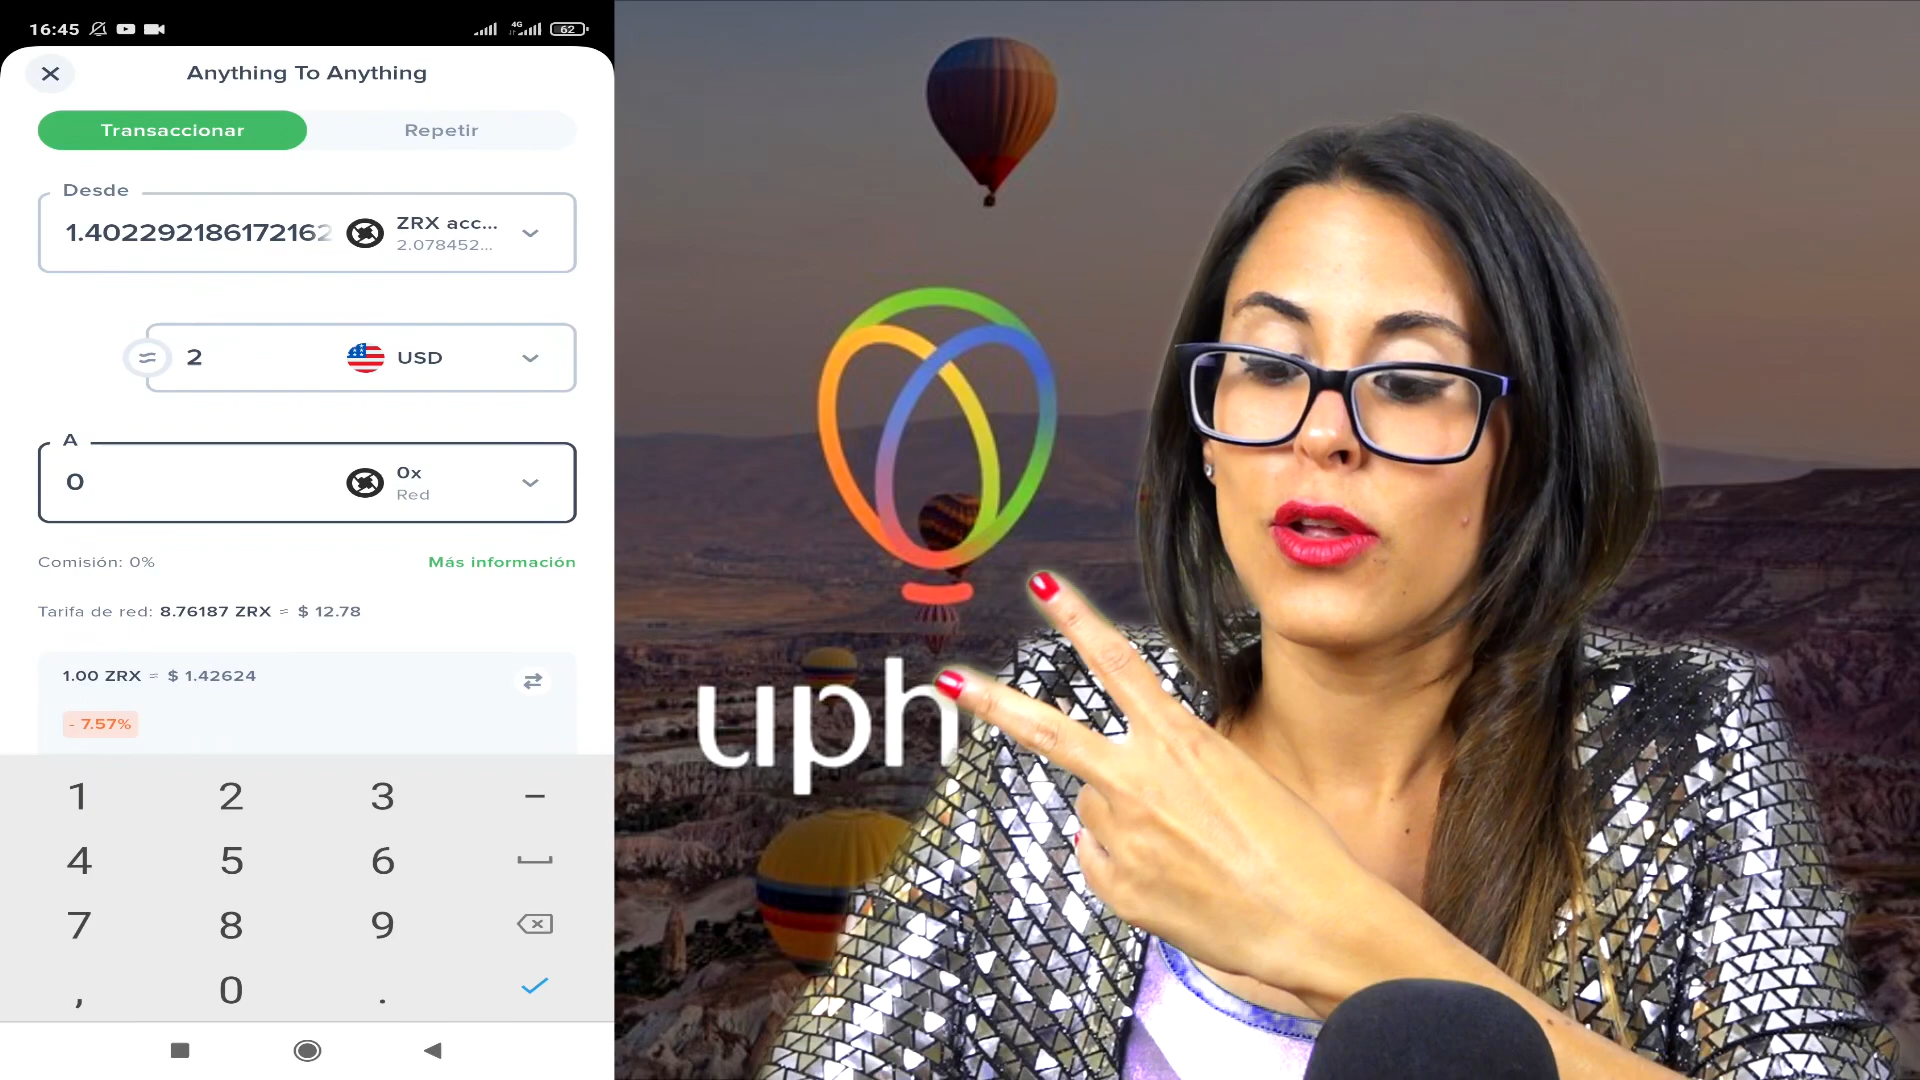 16:45
4G
62
Anything To Anything
Transaccionar
Repetir
Desde
1.402292186172162
ZRX acc...
2.078452...
≈
2
USD
A
0
0x
Red
Comisión: 0%
Más información
Tarifa de red: 8.76187 ZRX ≈ $ 12.78
1.00 ZRX ≈ $ 1.42624
- 7.57%
1 2 3 –
4 5 6
7 8 9
, 0 .
uph